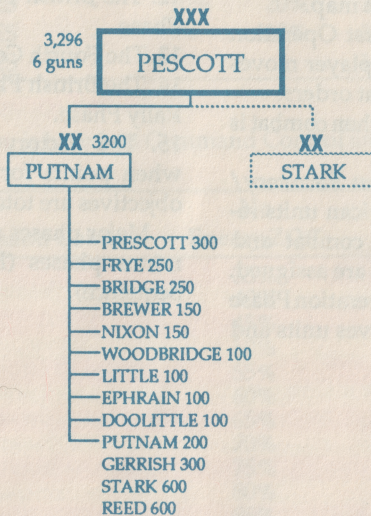 XXX
3,296
6 guns
PESCOTT
XX 3200
XX
PUTNAM
STARK
PRESCOTT 300
FRYE 250
BRIDGE 250
BREWER 150
NIXON 150
WOODBRIDGE 100
LITTLE 100
EPHRAIN 100
DOOLITTLE 100
PUTNAM 200
GERRISH 300
STARK 600
REED 600